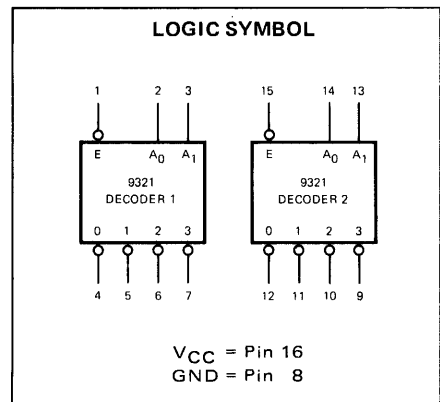 LOGIC SYMBOL
1 2 3 15 14 13
E A0 A1 E A0 A1
9321 9321
DECODER 1 DECODER 2
0 1 2 3 0 1 2 3
4 5 6 7 12 11 10 9
VCC = Pin 16
GND = Pin 8